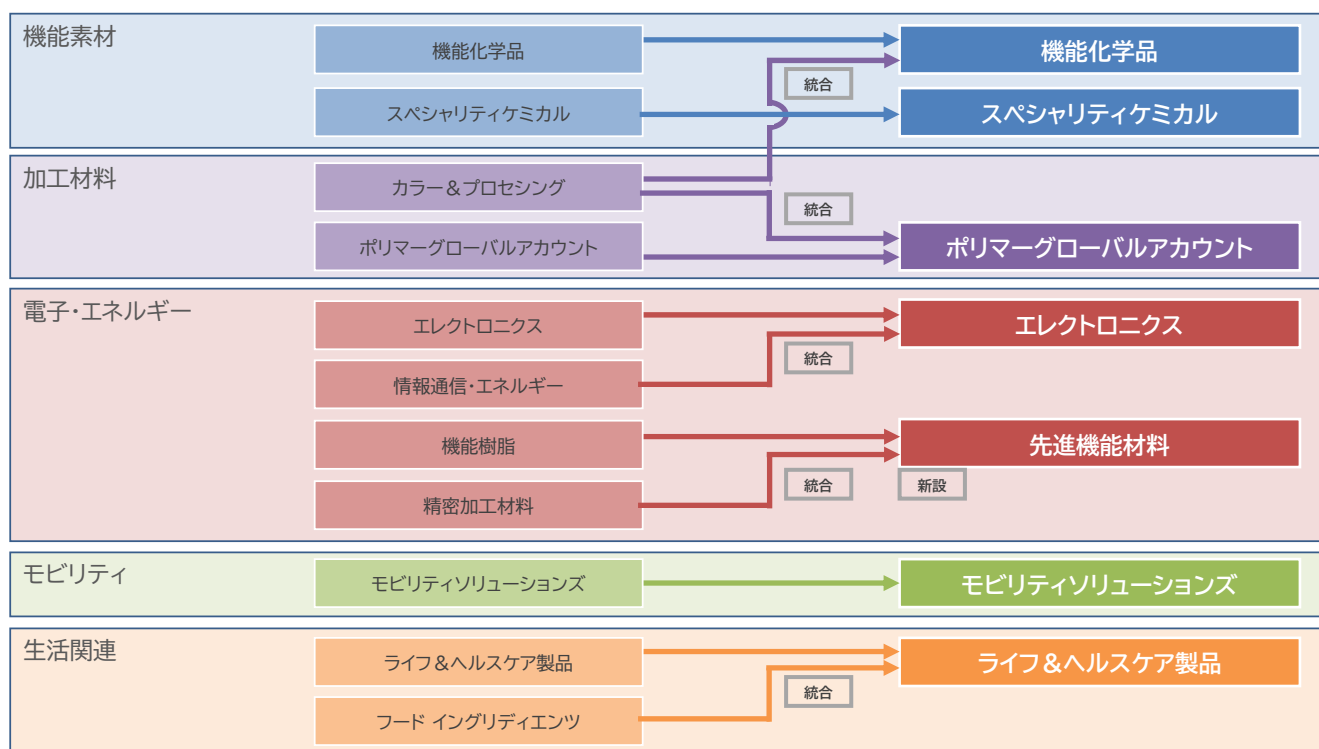 機能素材
機能化学品
機能化学品
統合
スペシャリティケミカル
スペシャリティケミカル
加工材料
カラー＆プロセシング
統合
ポリマーグローバルアカウント
ポリマーグローバルアカウント
電子・エネルギー
エレクトロニクス
エレクトロニクス
統合
情報通信・エネルギー
機能樹脂
先進機能材料
統合
新設
精密加工材料
モビリティ
モビリティソリューションズ
モビリティソリューションズ
生活関連
ライフ＆ヘルスケア製品
ライフ＆ヘルスケア製品
統合
フード イングリディエンツ